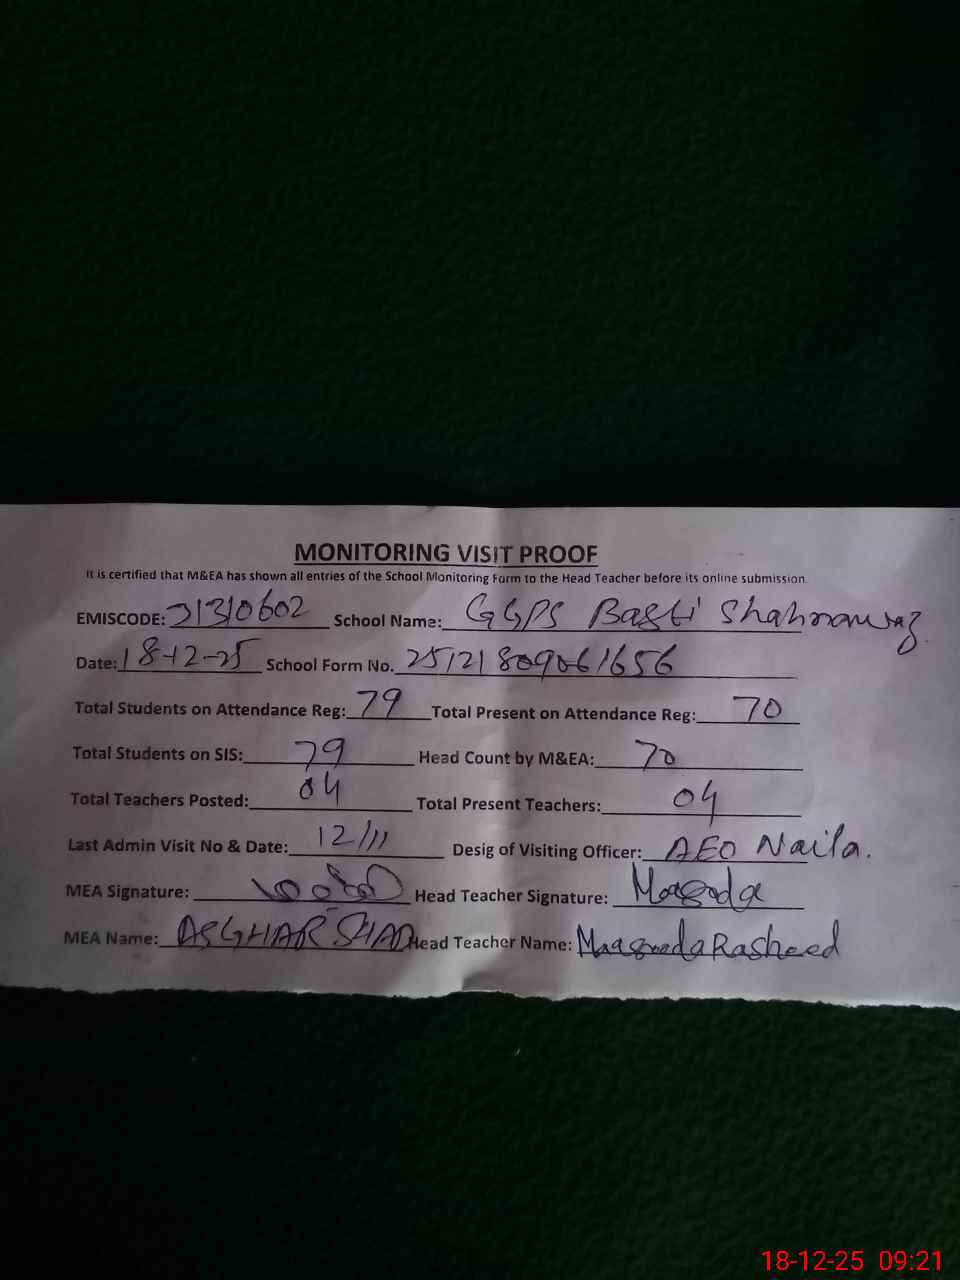 MONITORING VISIT PROOF
It is certified that M&EA has shown all entries of the School Monitoring Form to the Head Teacher before its online submission.
EMISCODE: 31310602 School Name: GGPS Basti Shahnawaz
Date: 18-12-25 School Form No. 2512180906 1656
Total Students on Attendance Reg: 79 Total Present on Attendance Reg: 70
Total Students on SIS: 79 Head Count by M&EA: 70
Total Teachers Posted: 04 Total Present Teachers: 04
Last Admin Visit No & Date: 12/11 Desig of Visiting Officer: AEO Naila.
MEA Signature: Head Teacher Signature:
MEA Name: ASGHAR SHAD Head Teacher Name: Rasheed
18-12-25 09:21